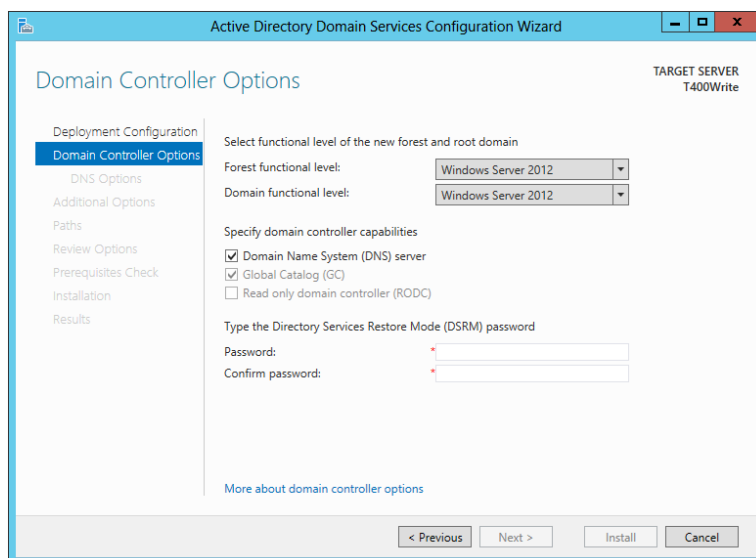 Active Directory Domain Services Configuration Wizard
Domain Controller Options
TARGET SERVER
T400Write
Deployment Configuration
Domain Controller Options
DNS Options
Additional Options
Paths
Review Options
Prerequisites Check
Installation
Results
Select functional level of the new forest and root domain
Forest functional level:
Windows Server 2012
Domain functional level:
Windows Server 2012
Specify domain controller capabilities
Domain Name System (DNS) server
Global Catalog (GC)
Read only domain controller (RODC)
Type the Directory Services Restore Mode (DSRM) password
Password: *
Confirm password: *
More about domain controller options
< Previous
Next >
Install
Cancel